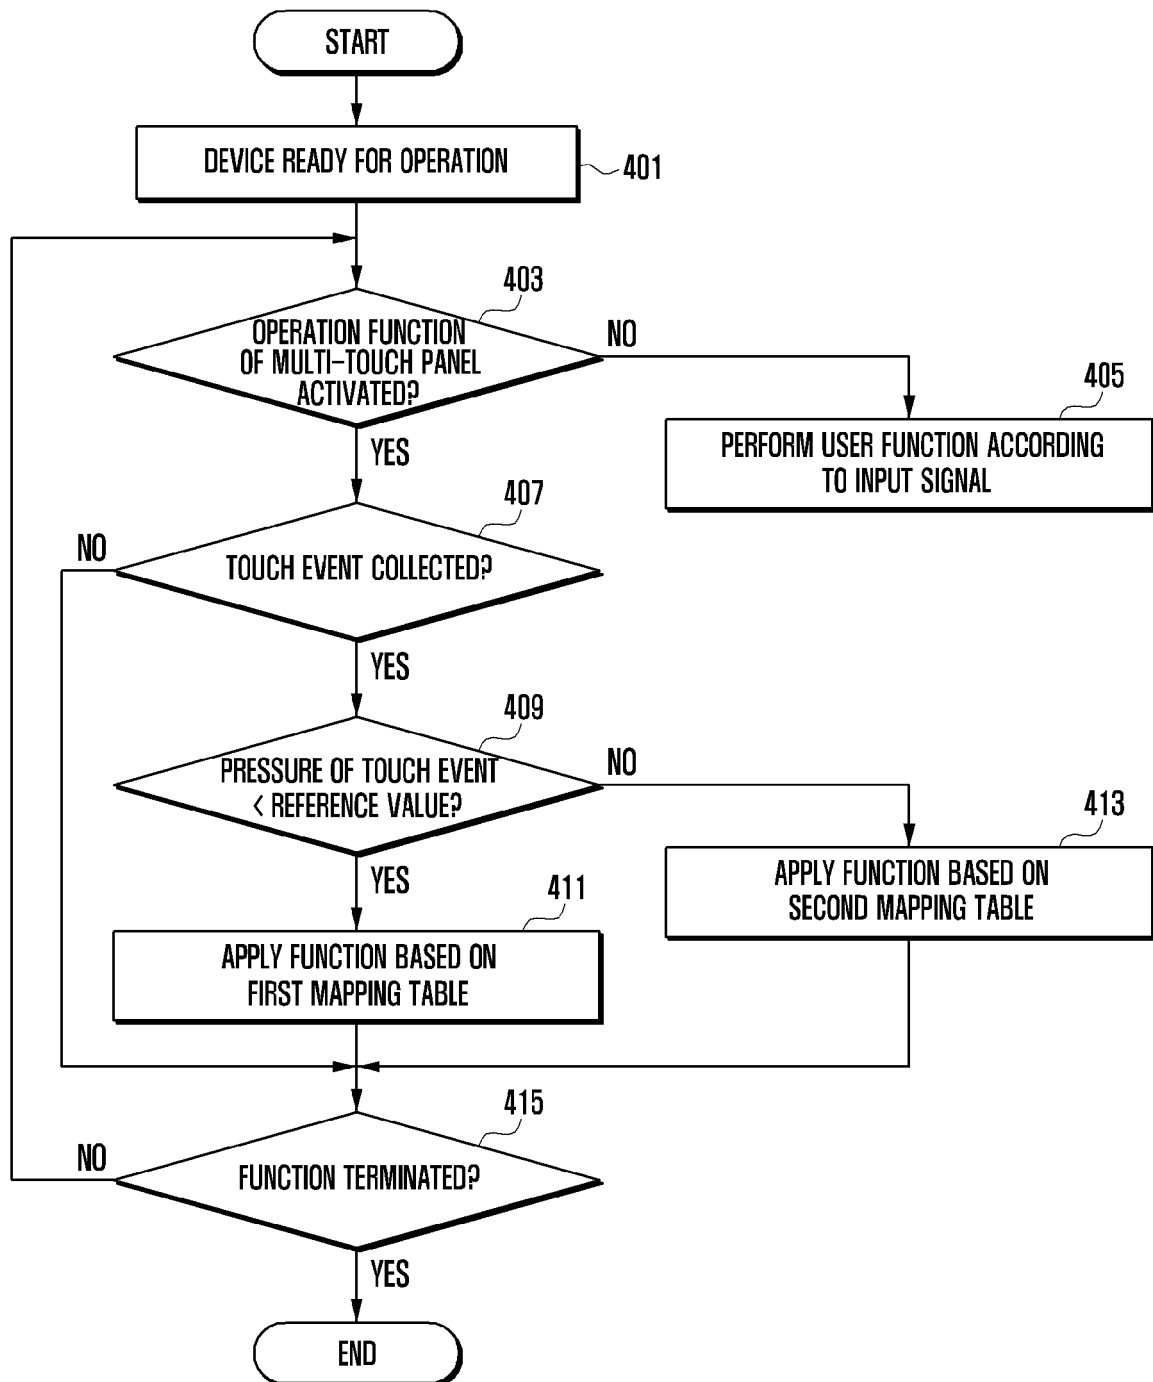 START
DEVICE READY FOR OPERATION
401
403
OPERATION FUNCTION
OF MULTI-TOUCH PANEL
ACTIVATED?
NO
YES
405
PERFORM USER FUNCTION ACCORDING
TO INPUT SIGNAL
407
NO
TOUCH EVENT COLLECTED?
YES
409
PRESSURE OF TOUCH EVENT
< REFERENCE VALUE?
NO
YES
413
APPLY FUNCTION BASED ON
SECOND MAPPING TABLE
411
APPLY FUNCTION BASED ON
FIRST MAPPING TABLE
415
NO
FUNCTION TERMINATED?
YES
END